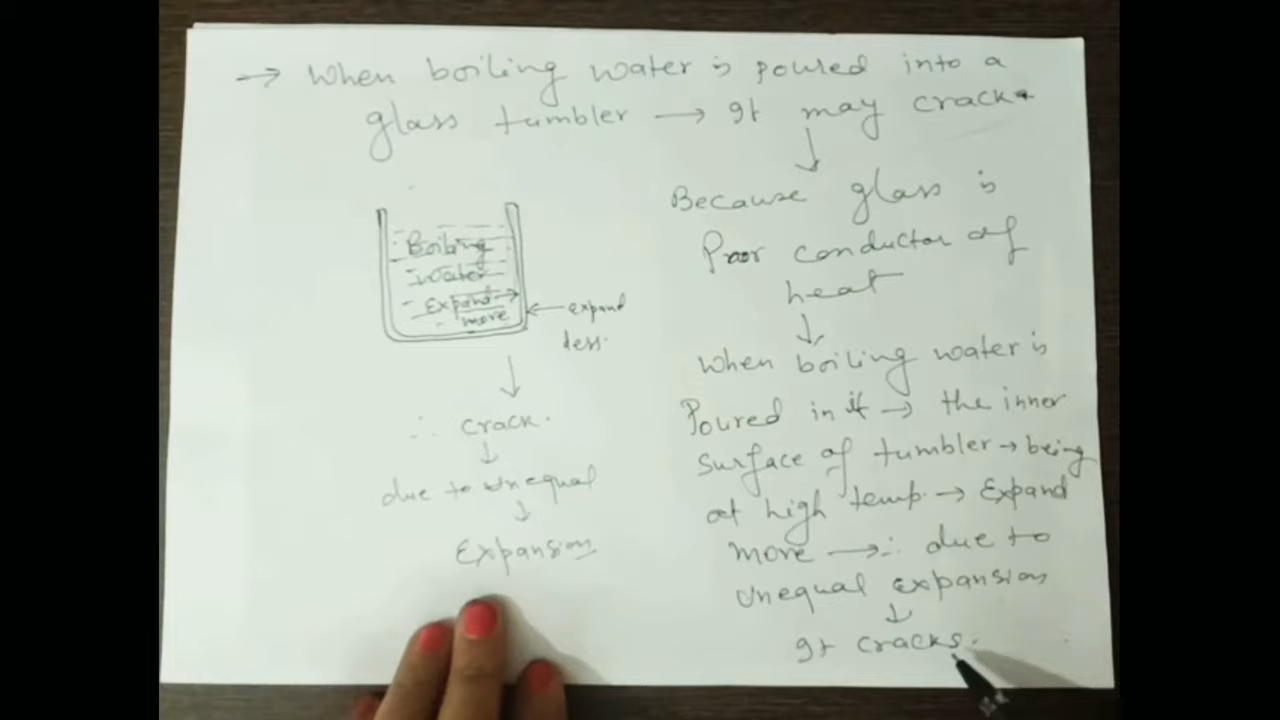 → When boiling water is poured into a
glass tumbler → It may crack.
Boiling
Water
Expand →
more
← expand
less.
∴ crack.
↓
due to unequal
↓
Expansion
↓
Because glass is
Poor conductor of
heat
↓
When boiling water is
Poured in it → the inner
surface of tumbler → being
at high temp. → Expand
more → ∴ due to
unequal expansion
↓
It cracks.